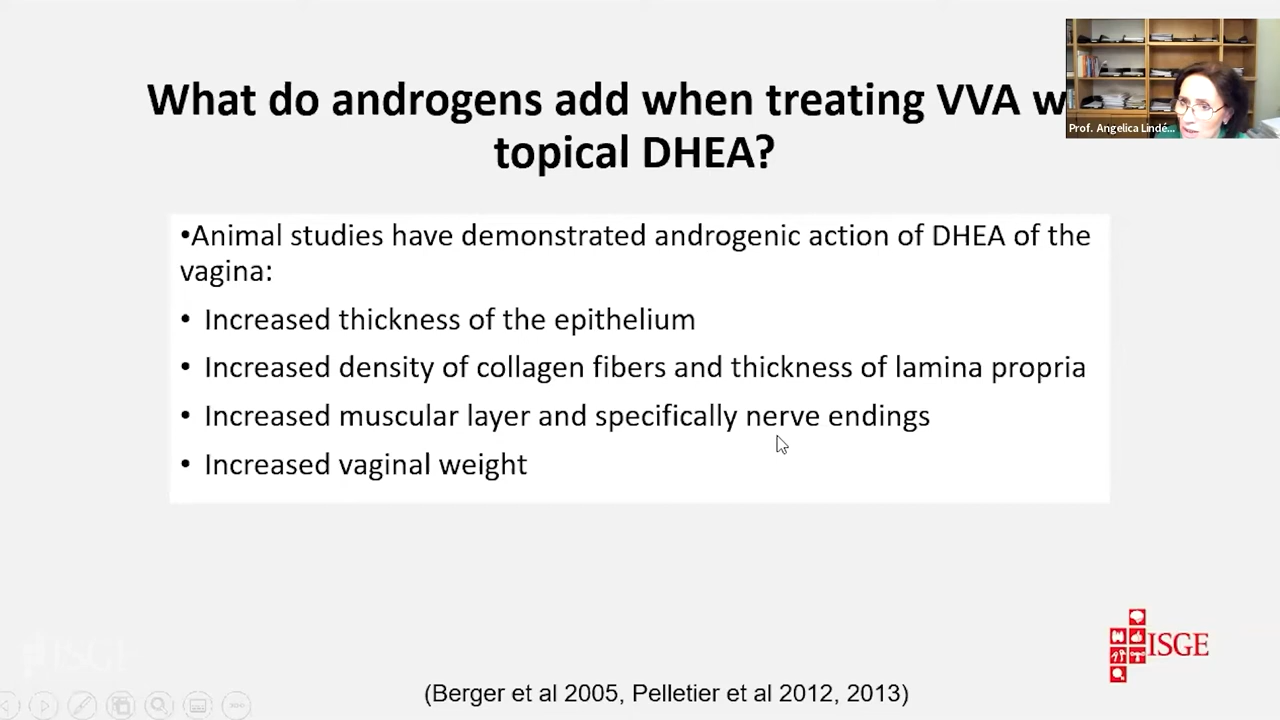 What do androgens add when treating VVA w
topical DHEA?
Prof. Angelica Lindé...
•Animal studies have demonstrated androgenic action of DHEA of the
vagina:
• Increased thickness of the epithelium
• Increased density of collagen fibers and thickness of lamina propria
• Increased muscular layer and specifically nerve endings
• Increased vaginal weight
ISGE
ISGE
(Berger et al 2005, Pelletier et al 2012, 2013)